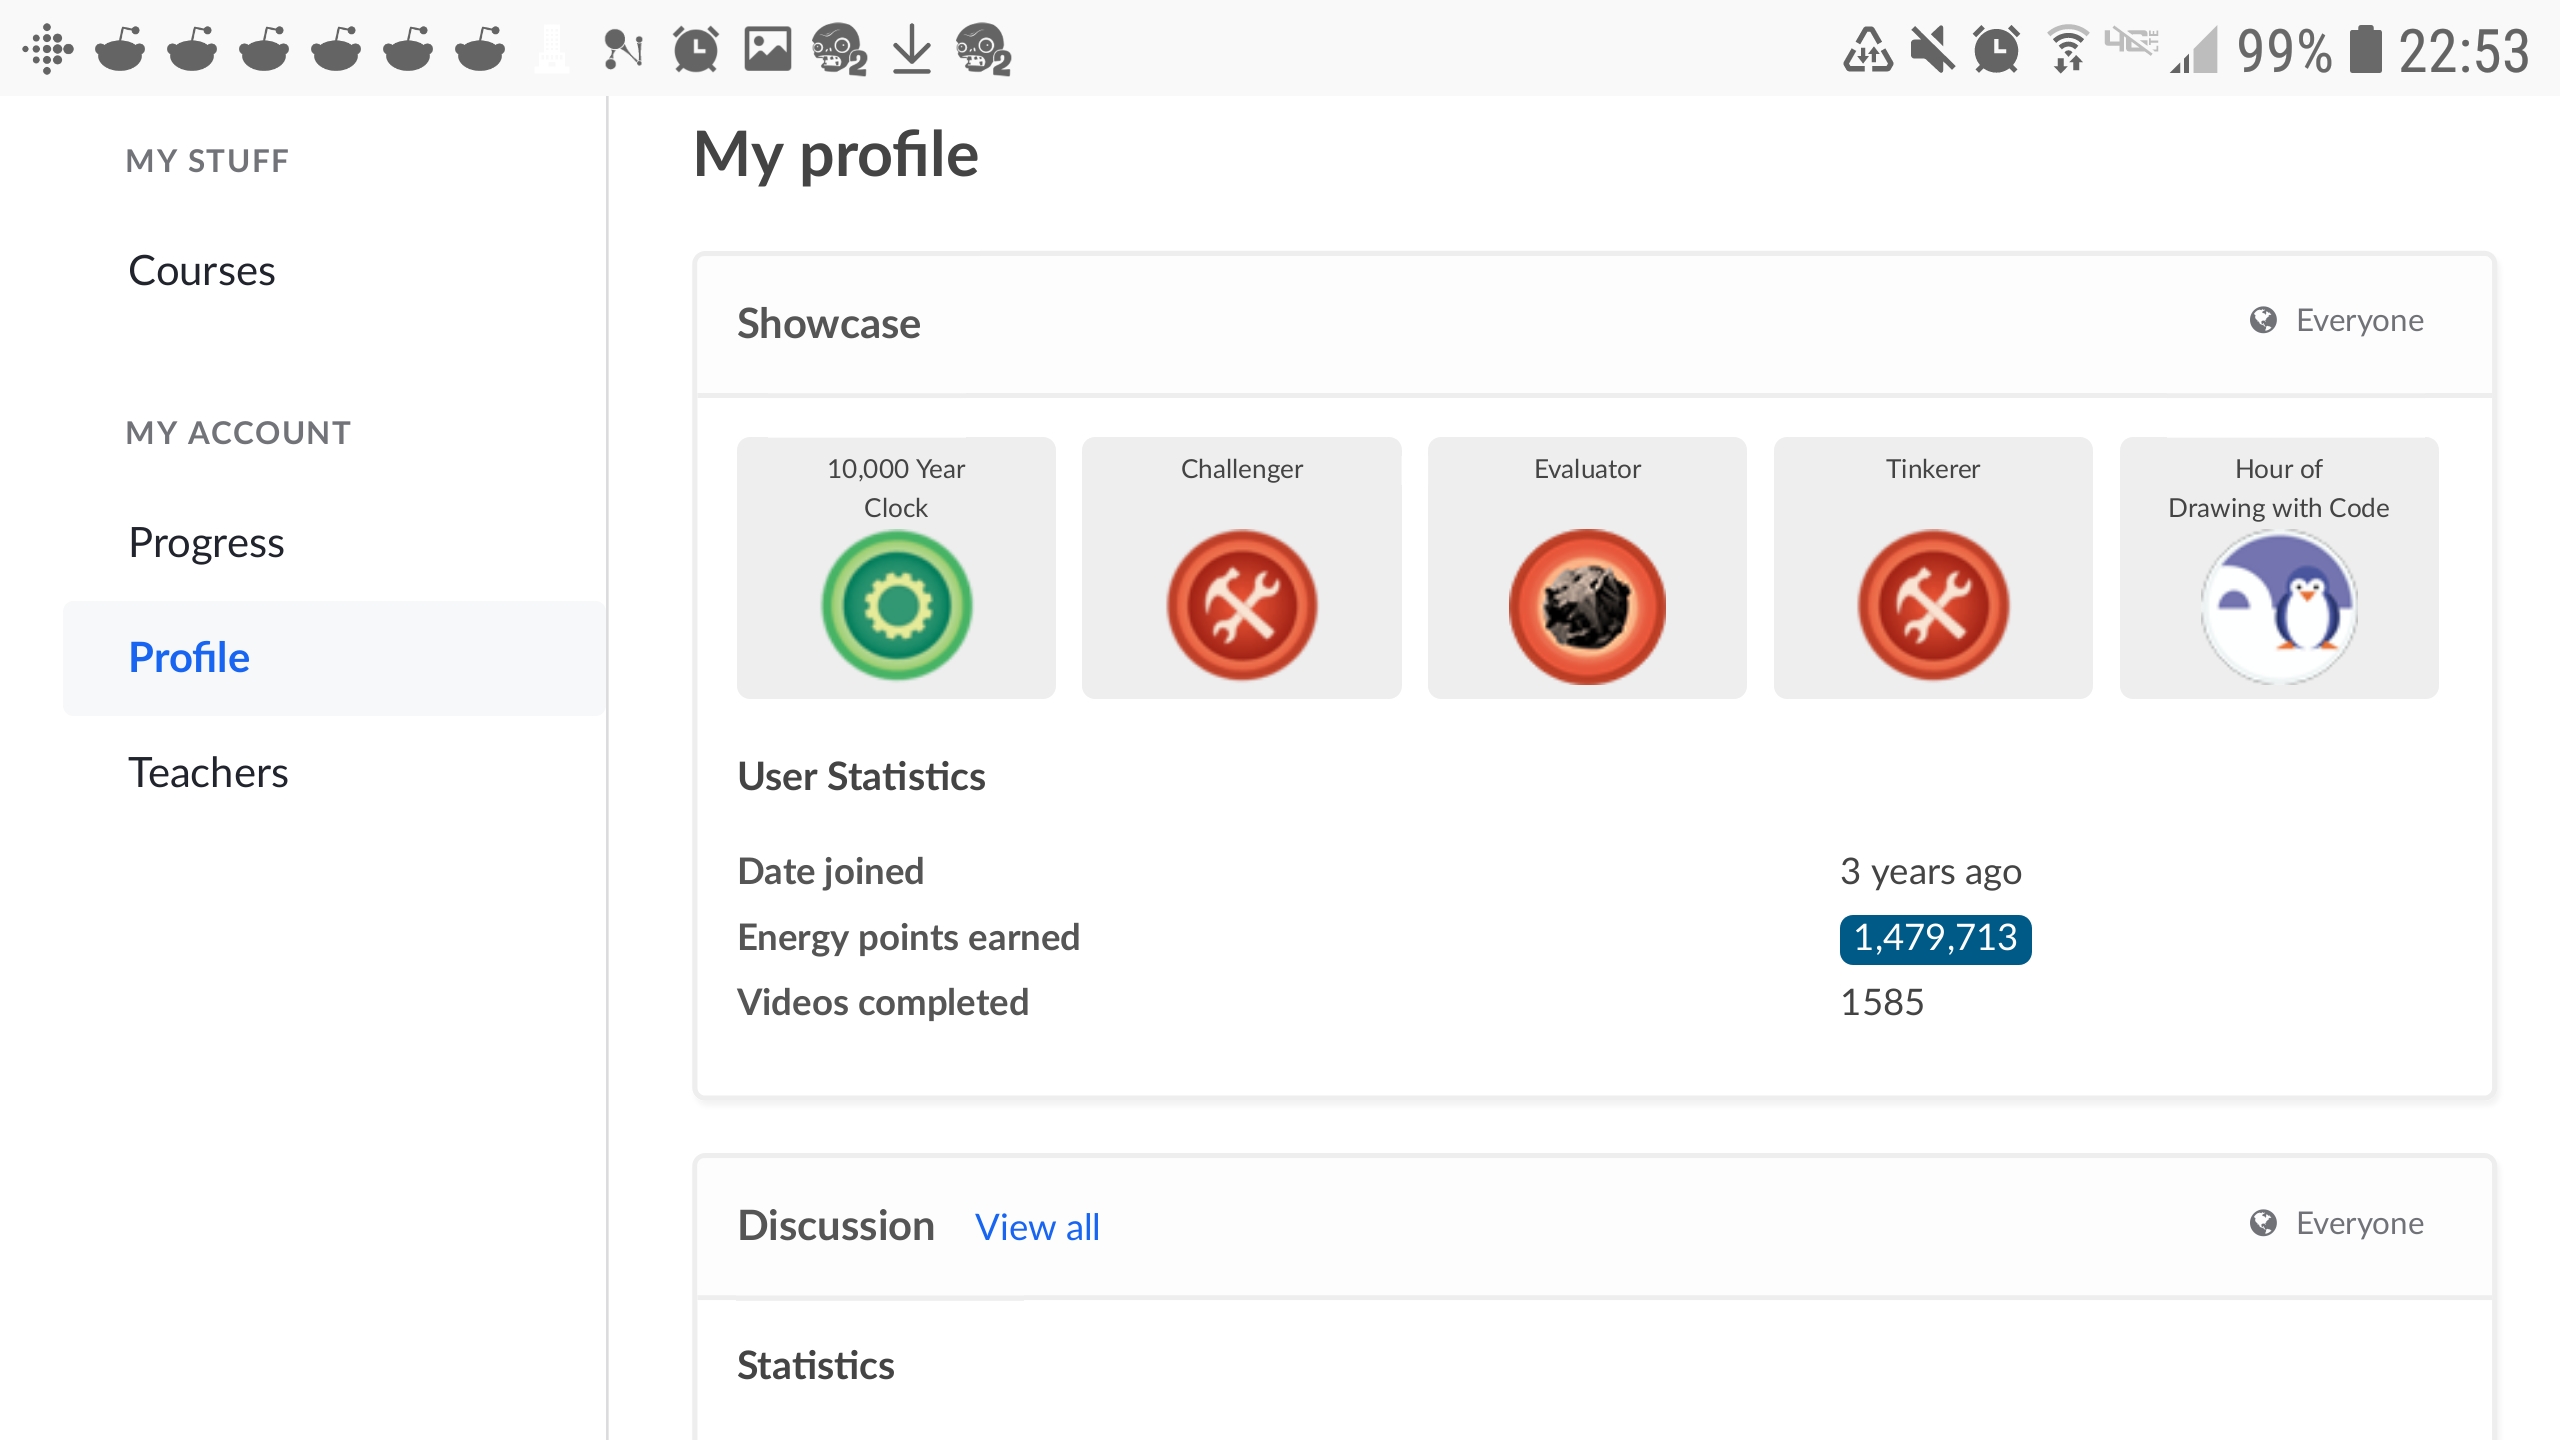 99% 22:53
MY STUFF
Courses
MY ACCOUNT
Progress
Profile
Teachers
My profile
Showcase
Everyone
10,000 Year
Clock
Challenger
Evaluator
Tinkerer
Hour of
Drawing with Code
User Statistics
Date joined 3 years ago
Energy points earned 1,479,713
Videos completed 1585
Discussion View all
Everyone
Statistics